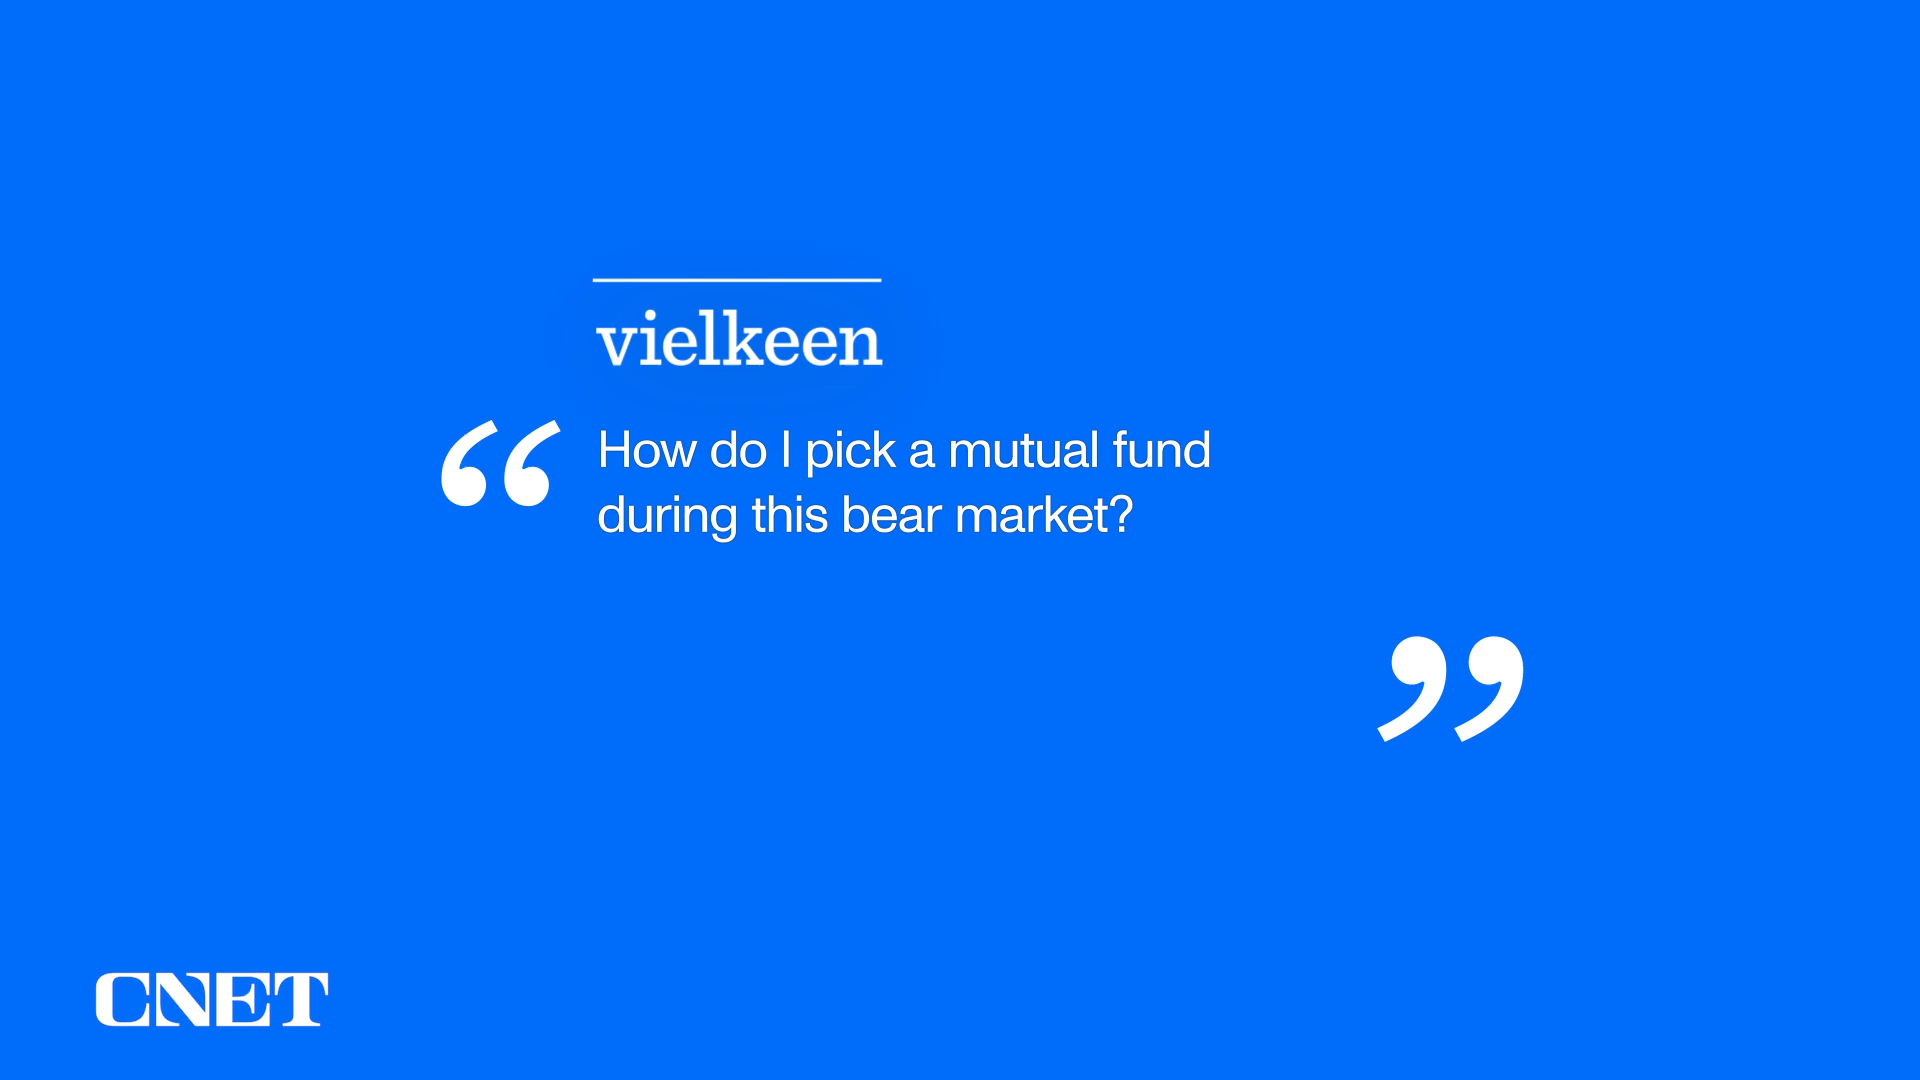 vielkeen
“How do I pick a mutual fund
during this bear market?”
CNET